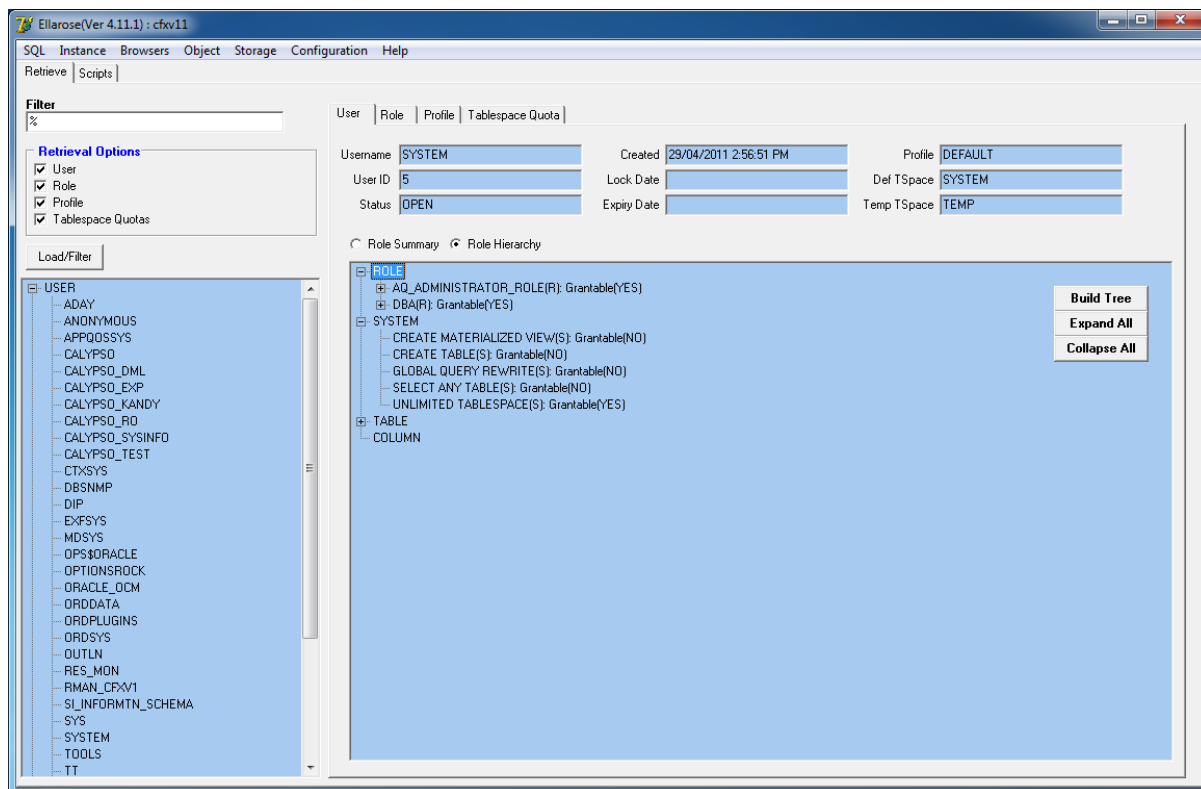 Ellarose(Ver 4.11.1) : cfxv11
SQL Instance Browsers Object Storage Configuration Help
Retrieve Scripts
Filter
%
Retrieval Options
User
Role
Profile
Tablespace Quotas
Load/Filter
USER
ADAY
ANONYMOUS
APPQOSSYS
CALYPSO
CALYPSO_DML
CALYPSO_EXP
CALYPSO_KANDY
CALYPSO_RO
CALYPSO_SYSINFO
CALYPSO_TEST
CTXSYS
DBSNMP
DIP
EXFSYS
MDSYS
OPS$ORACLE
OPTIONSROCK
ORACLE_OCM
ORDDATA
ORDPLUGINS
ORDSYS
OUTLN
RES_MON
RMAN_CFXV1
SI_INFORMTN_SCHEMA
SYS
SYSTEM
TOOLS
TT
User Role Profile Tablespace Quota
Username SYSTEM Created 29/04/2011 2:56:51 PM Profile DEFAULT
User ID 5 Lock Date Def TSpace SYSTEM
Status OPEN Expiry Date Temp TSpace TEMP
Role Summary Role Hierarchy
ROLE
AQ_ADMINISTRATOR_ROLE(R): Grantable(YES)
DBA(R): Grantable(YES)
SYSTEM
CREATE MATERIALIZED VIEW(S): Grantable(NO)
CREATE TABLE(S): Grantable(NO)
GLOBAL QUERY REWRITE(S): Grantable(NO)
SELECT ANY TABLE(S): Grantable(NO)
UNLIMITED TABLESPACE(S): Grantable(YES)
TABLE
COLUMN
Build Tree
Expand All
Collapse All